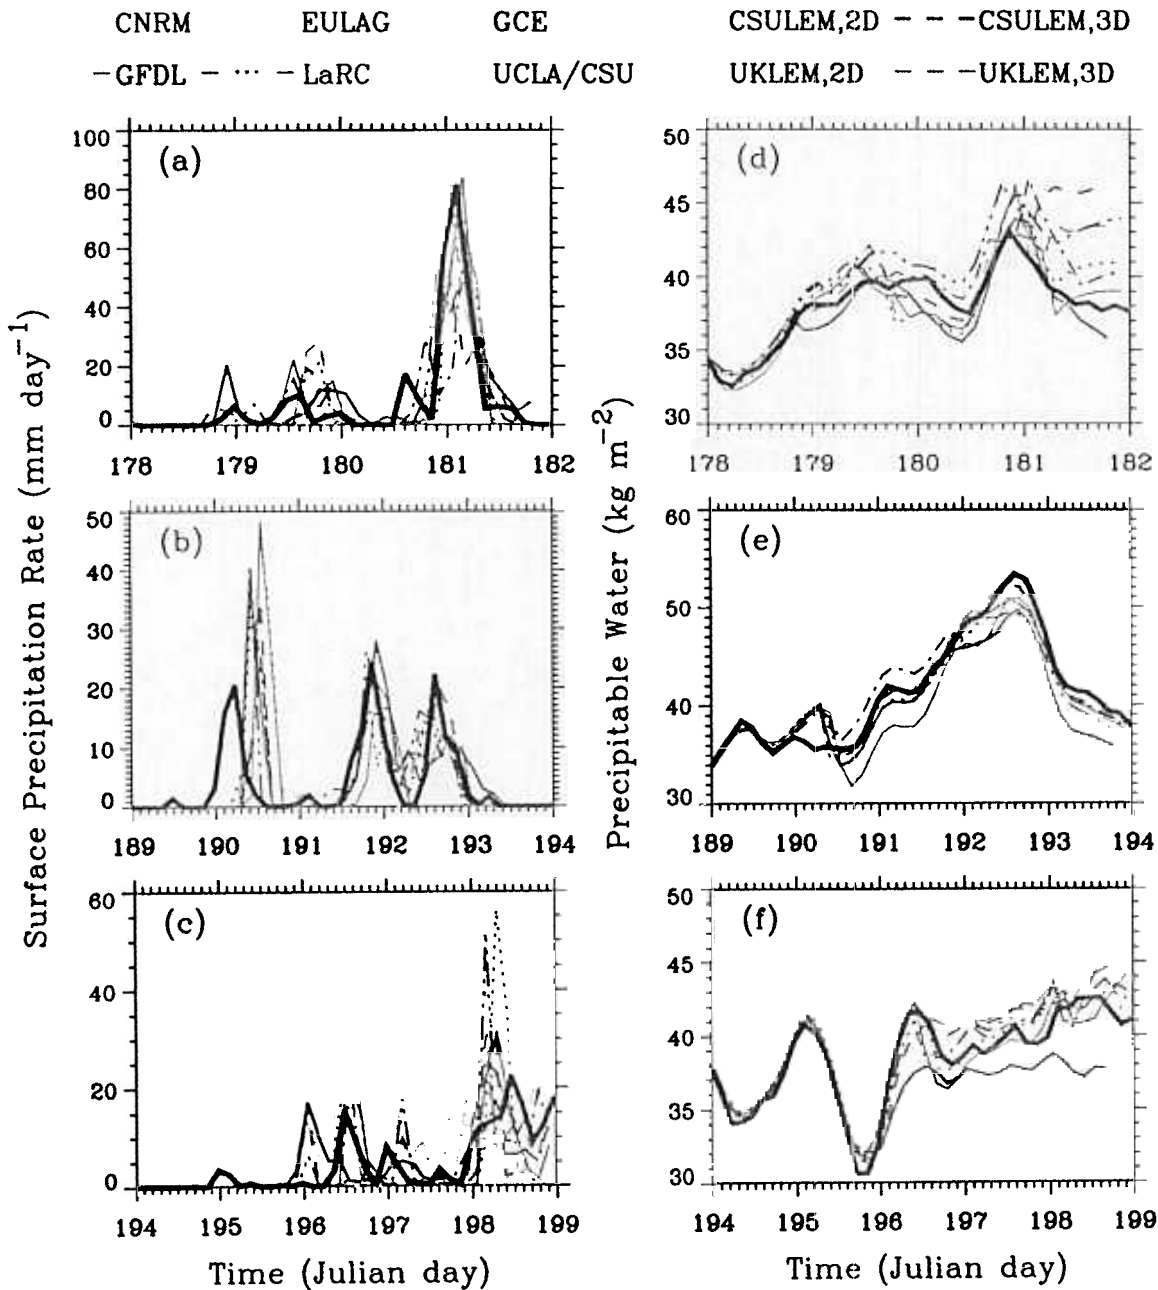 CNRM EULAG GCE CSULEM,2D CSULEM,3D
GFDL LaRC UCLA/CSU UKLEM,2D UKLEM,3D
Surface Precipitation Rate (mm day−1)
(a)
100
80
60
40
20
0
178 179 180 181 182
(b)
50
40
30
20
10
0
189 190 191 192 193 194
(c)
60
40
20
0
194 195 196 197 198 199
Time (Julian day)
Precipitable Water (kg m−2)
(d)
50
45
40
35
30
178 179 180 181 182
(e)
60
50
40
30
189 190 191 192 193 194
(f)
50
45
40
35
30
194 195 196 197 198 199
Time (Julian day)